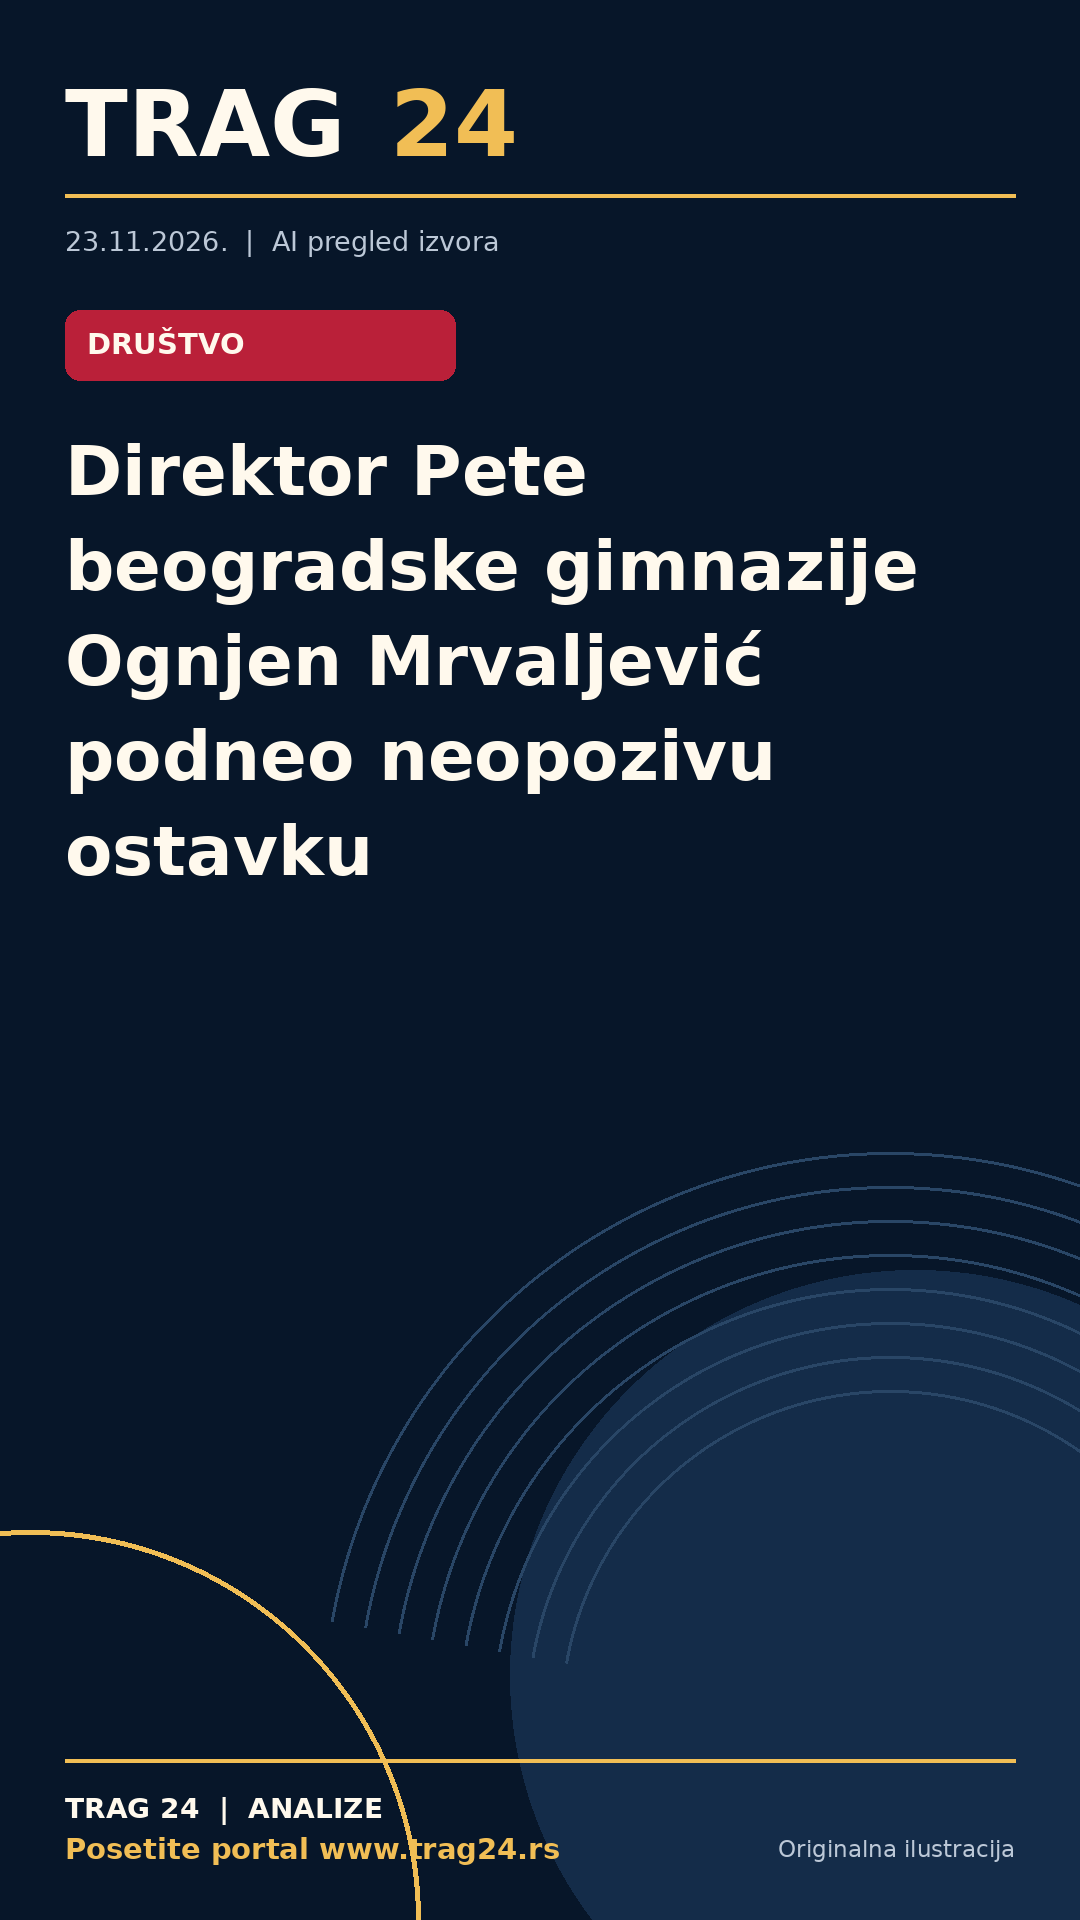 TRAG 24
23.11.2026. | AI pregled izvora
DRUŠTVO
Direktor Pete
beogradske gimnazije
Ognjen Mrvaljević
podneo neopozivu
ostavku
TRAG 24 | ANALIZE
Posetite portal www.trag24.rs
Originalna ilustracija